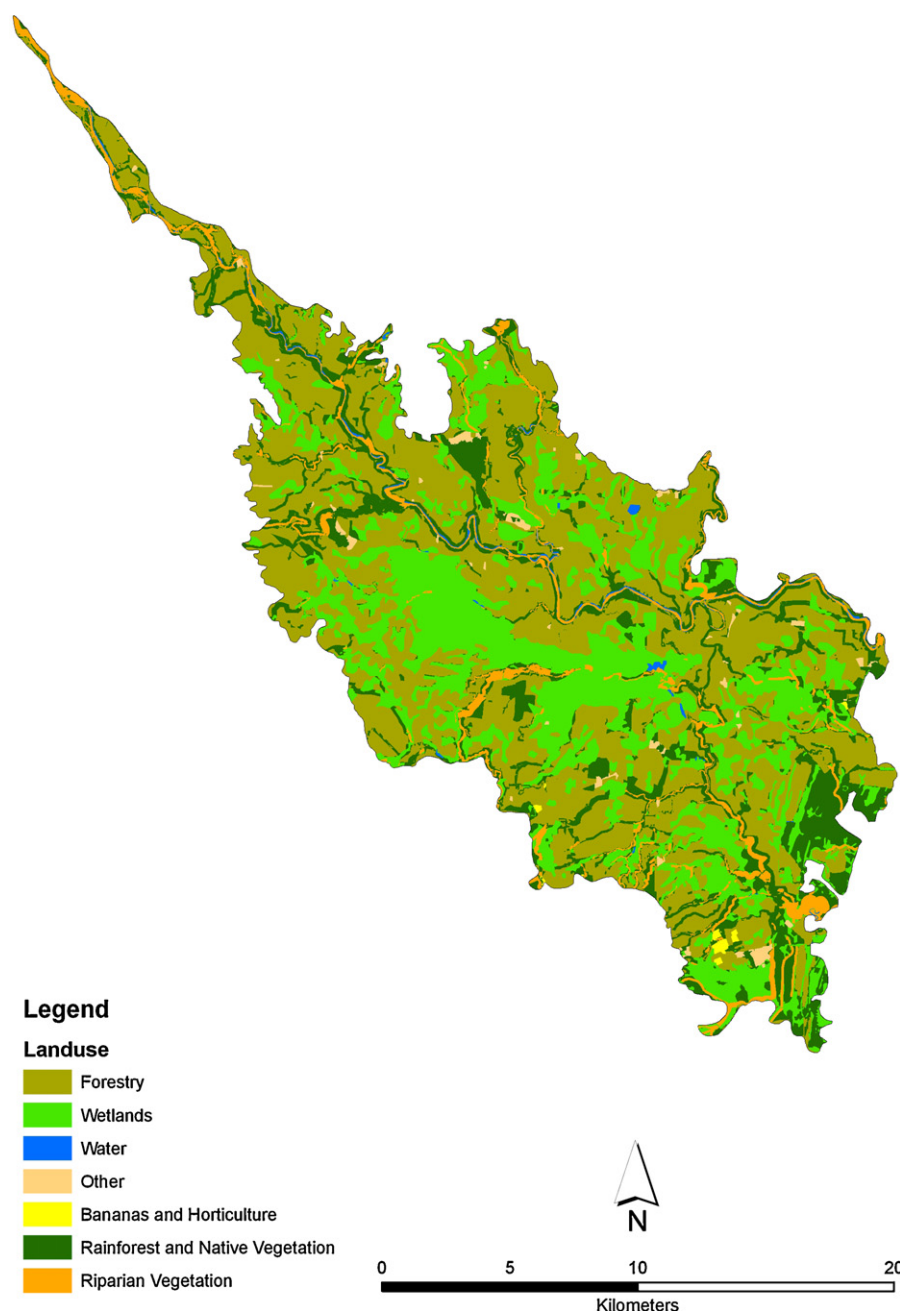 Legend
Landuse
Forestry
Wetlands
Water
Other
Bananas and Horticulture
Rainforest and Native Vegetation
Riparian Vegetation
N
0 5 10 20
Kilometers